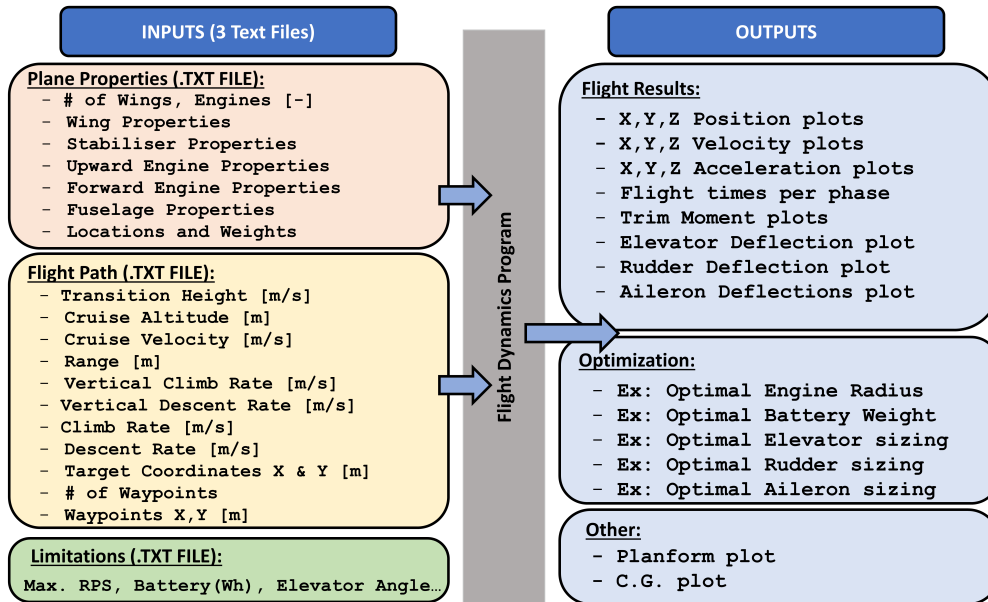 INPUTS (3 Text Files)
Plane Properties (.TXT FILE):
- # of Wings, Engines [-]
- Wing Properties
- Stabiliser Properties
- Upward Engine Properties
- Forward Engine Properties
- Fuselage Properties
- Locations and Weights
Flight Path (.TXT FILE):
- Transition Height [m/s]
- Cruise Altitude [m]
- Cruise Velocity [m/s]
- Range [m]
- Vertical Climb Rate [m/s]
- Vertical Descent Rate [m/s]
- Climb Rate [m/s]
- Descent Rate [m/s]
- Target Coordinates X & Y [m]
- # of Waypoints
- Waypoints X,Y [m]
Limitations (.TXT FILE):
Max. RPS, Battery(Wh), Elevator Angle…
Flight Dynamics Program
OUTPUTS
Flight Results:
- X,Y,Z Position plots
- X,Y,Z Velocity plots
- X,Y,Z Acceleration plots
- Flight times per phase
- Trim Moment plots
- Elevator Deflection plot
- Rudder Deflection plot
- Aileron Deflections plot
Optimization:
- Ex: Optimal Engine Radius
- Ex: Optimal Battery Weight
- Ex: Optimal Elevator sizing
- Ex: Optimal Rudder sizing
- Ex: Optimal Aileron sizing
Other:
- Planform plot
- C.G. plot